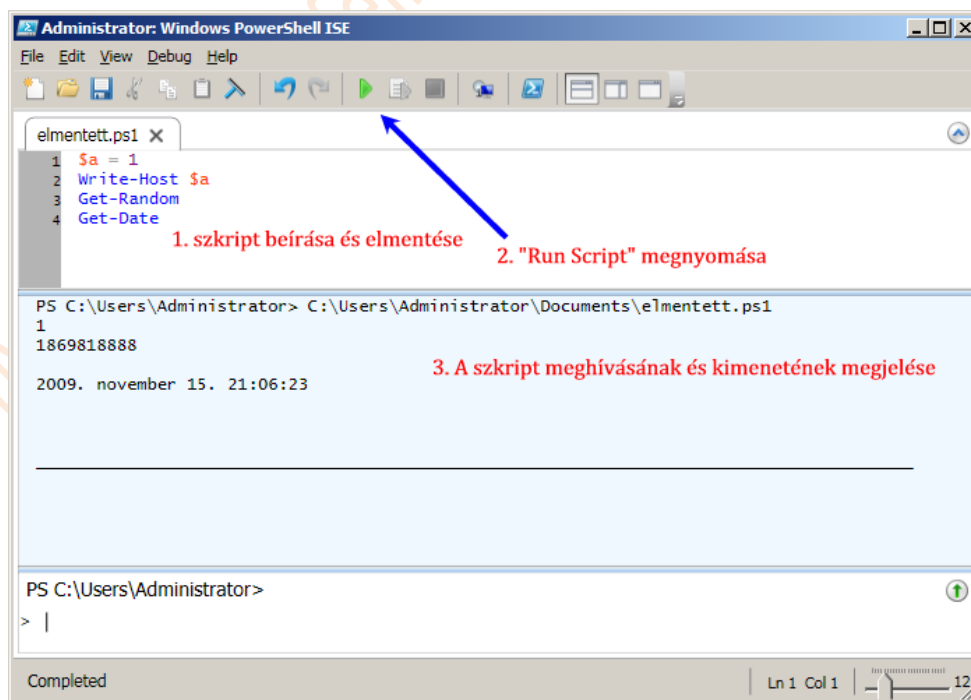 Administrator: Windows PowerShell ISE
File Edit View Debug Help
elmentett.ps1
1 $a = 1
2 Write-Host $a
3 Get-Random
4 Get-Date
1. szkript beírása és elmentése
2. "Run Script" megnyomása
PS C:\Users\Administrator> C:\Users\Administrator\Documents\elmentett.ps1
1
1869818888
3. A szkript meghívásának és kimenetének megjelése
2009. november 15. 21:06:23
PS C:\Users\Administrator>
>
Completed
Ln 1 Col 1
12